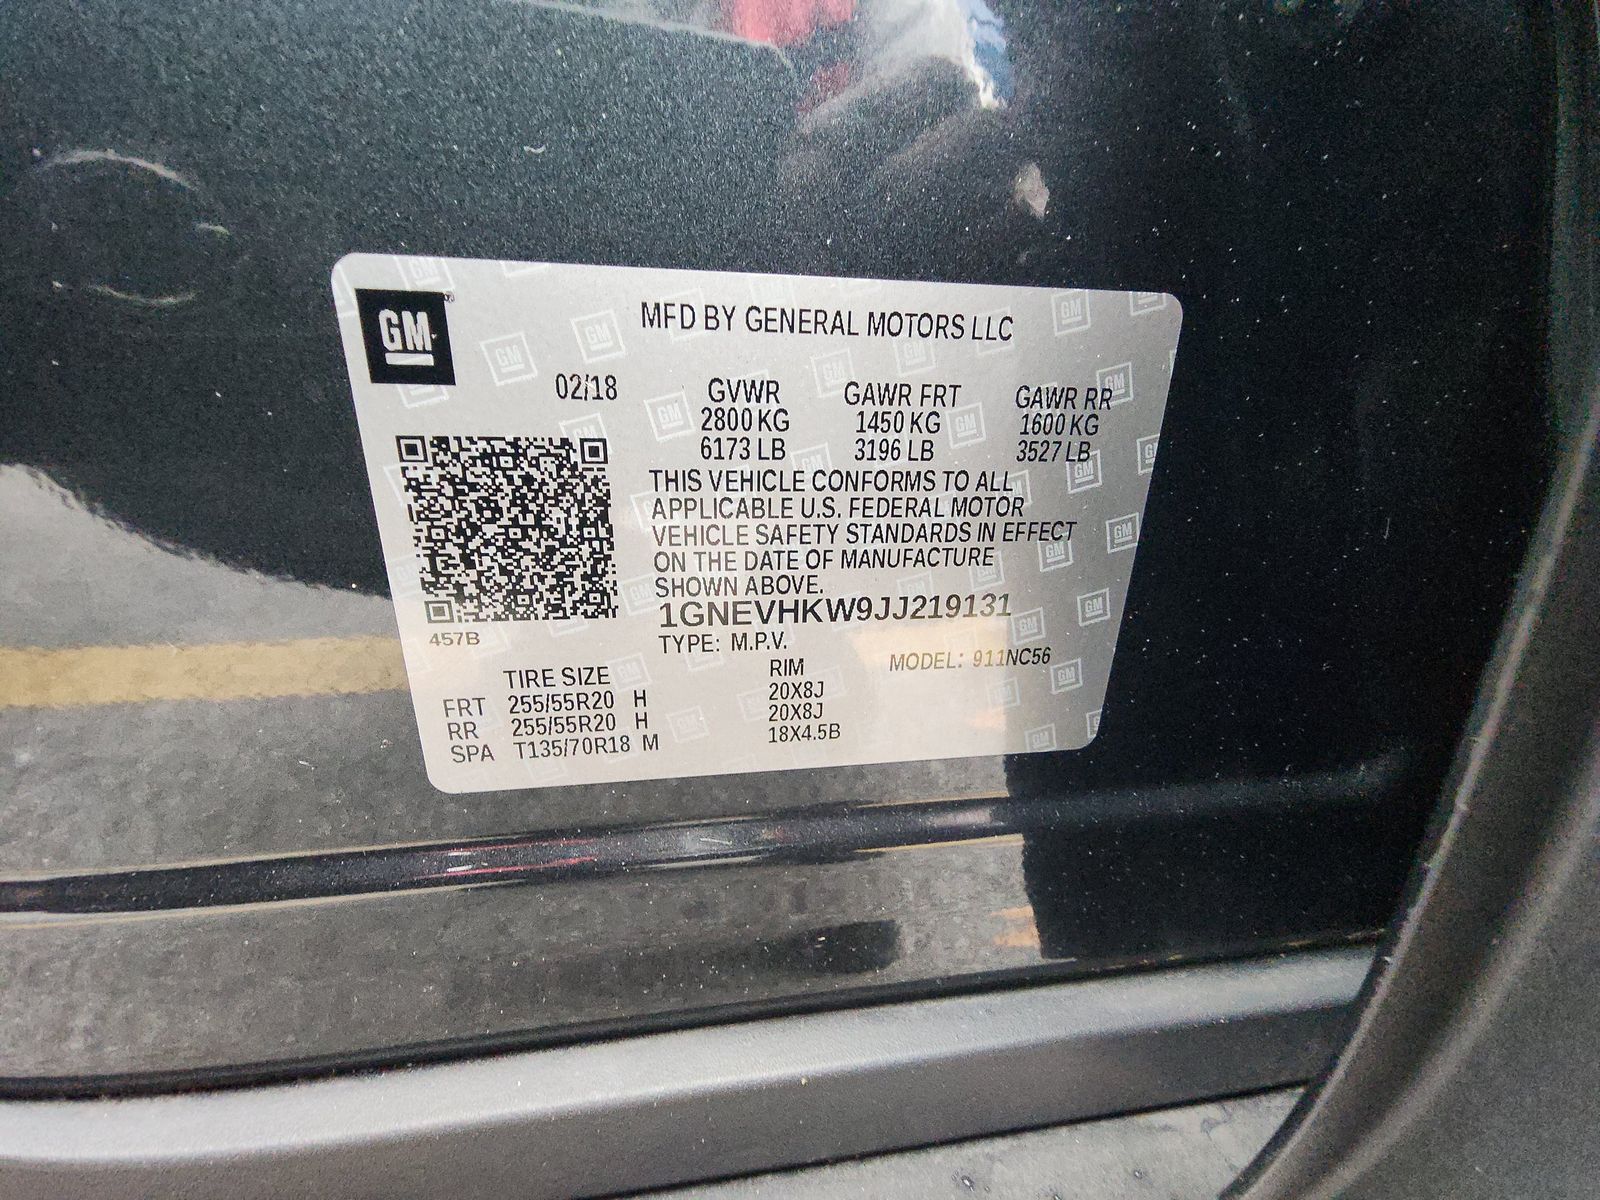 GM
MFD BY GENERAL MOTORS LLC
02/18 GVWR GAWR FRT GAWR RR
2800 KG 1450 KG 1600 KG
6173 LB 3196 LB 3527 LB
THIS VEHICLE CONFORMS TO ALL
APPLICABLE U.S. FEDERAL MOTOR
VEHICLE SAFETY STANDARDS IN EFFECT
ON THE DATE OF MANUFACTURE
SHOWN ABOVE.
1GNEVHKW9JJ219131
457B
TYPE: M.P.V.
MODEL: 911NC56
TIRE SIZE RIM
FRT 255/55R20 H 20X8J
RR 255/55R20 H 20X8J
SPA T135/70R18 M 18X4.5B